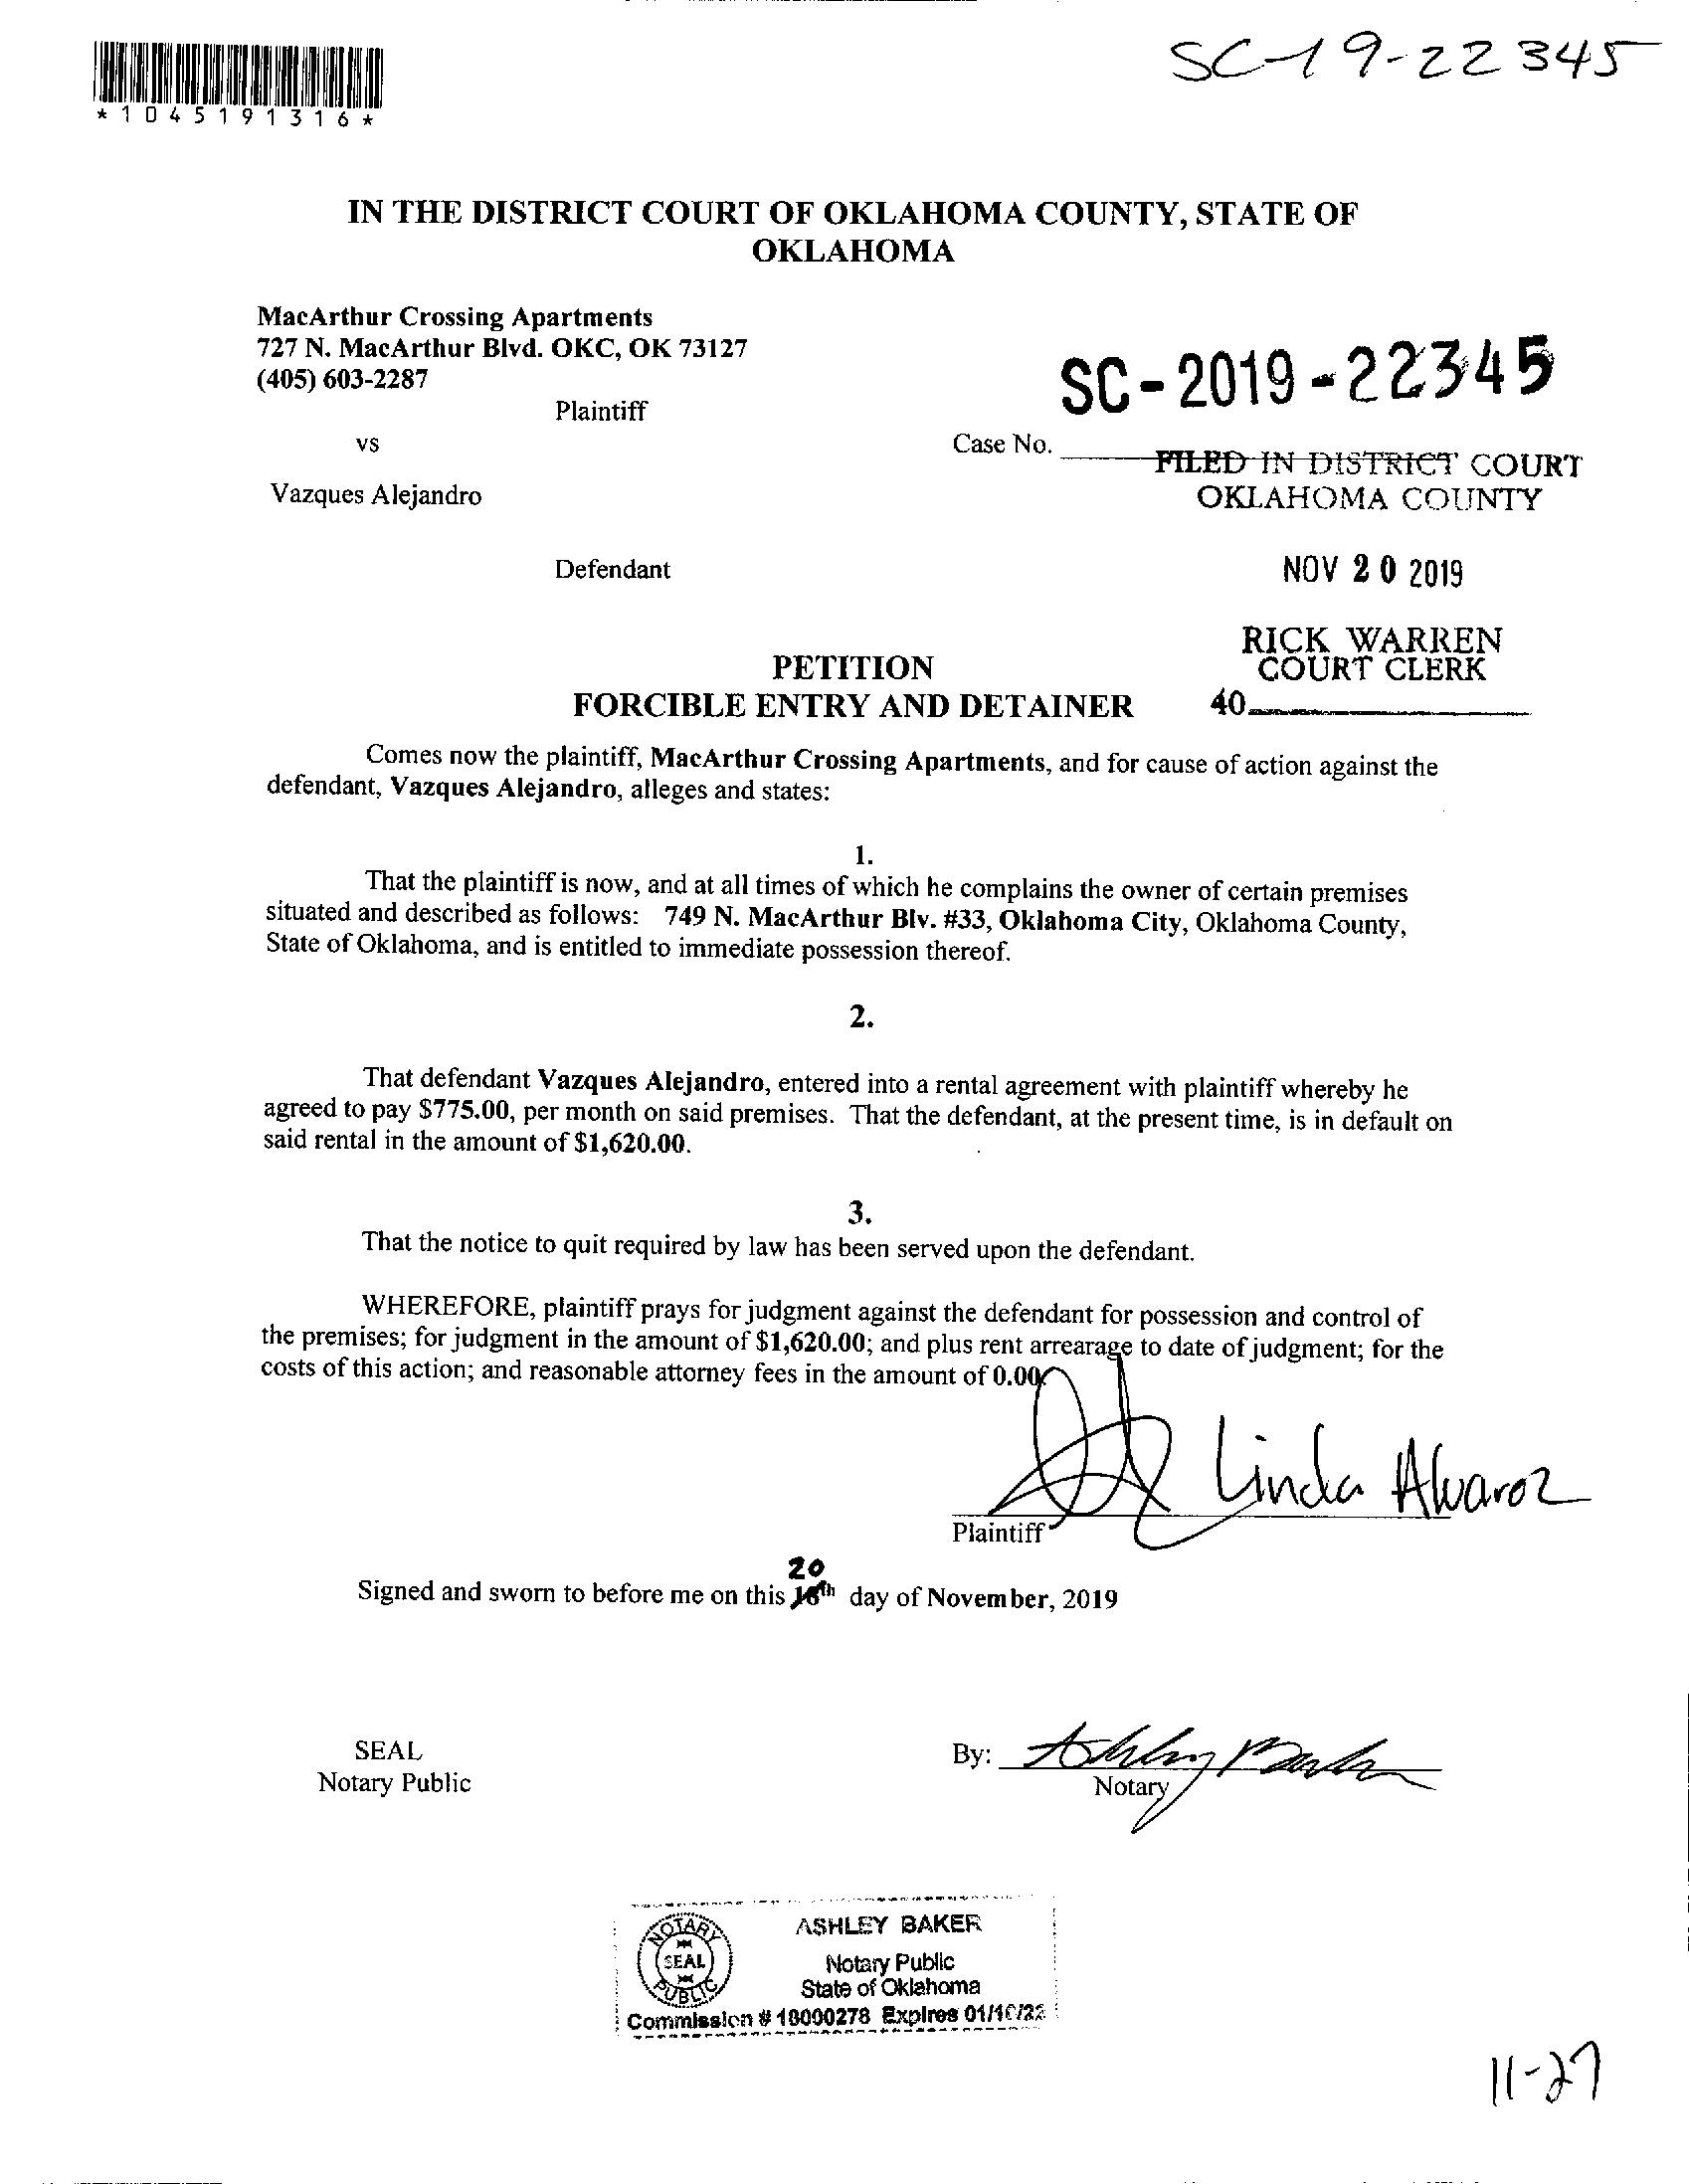 SC-19-22345
*1045191316*
IN THE DISTRICT COURT OF OKLAHOMA COUNTY, STATE OF
OKLAHOMA
MacArthur Crossing Apartments
727 N. MacArthur Blvd. OKC, OK 73127
(405) 603-2287
Plaintiff
SC-2019-22345
vs
Case No.
FILED IN DISTRICT COURT
OKLAHOMA COUNTY
Vazques Alejandro
Defendant
NOV 20 2019
RICK WARREN
COURT CLERK
40
PETITION
FORCIBLE ENTRY AND DETAINER
Comes now the plaintiff, MacArthur Crossing Apartments, and for cause of action against the
defendant, Vazques Alejandro, alleges and states:
1.
That the plaintiff is now, and at all times of which he complains the owner of certain premises
situated and described as follows: 749 N. MacArthur Blv. #33, Oklahoma City, Oklahoma County,
State of Oklahoma, and is entitled to immediate possession thereof.
2.
That defendant Vazques Alejandro, entered into a rental agreement with plaintiff whereby he
agreed to pay $775.00, per month on said premises. That the defendant, at the present time, is in default on
said rental in the amount of $1,620.00.
3.
That the notice to quit required by law has been served upon the defendant.
WHEREFORE, plaintiff prays for judgment against the defendant for possession and control of
the premises; for judgment in the amount of $1,620.00; and plus rent arrearage to date of judgment; for the
costs of this action; and reasonable attorney fees in the amount of 0.00.
Linda Alvaroz
Plaintiff
20
Signed and sworn to before me on this th day of November, 2019
SEAL
Notary Public
By: Ashley Baker
Notary
NOTARY
SEAL
PUBLIC
ASHLEY BAKER
Notary Public
State of Oklahoma
Commission # 18000278 Expires 01/10/22
11-27